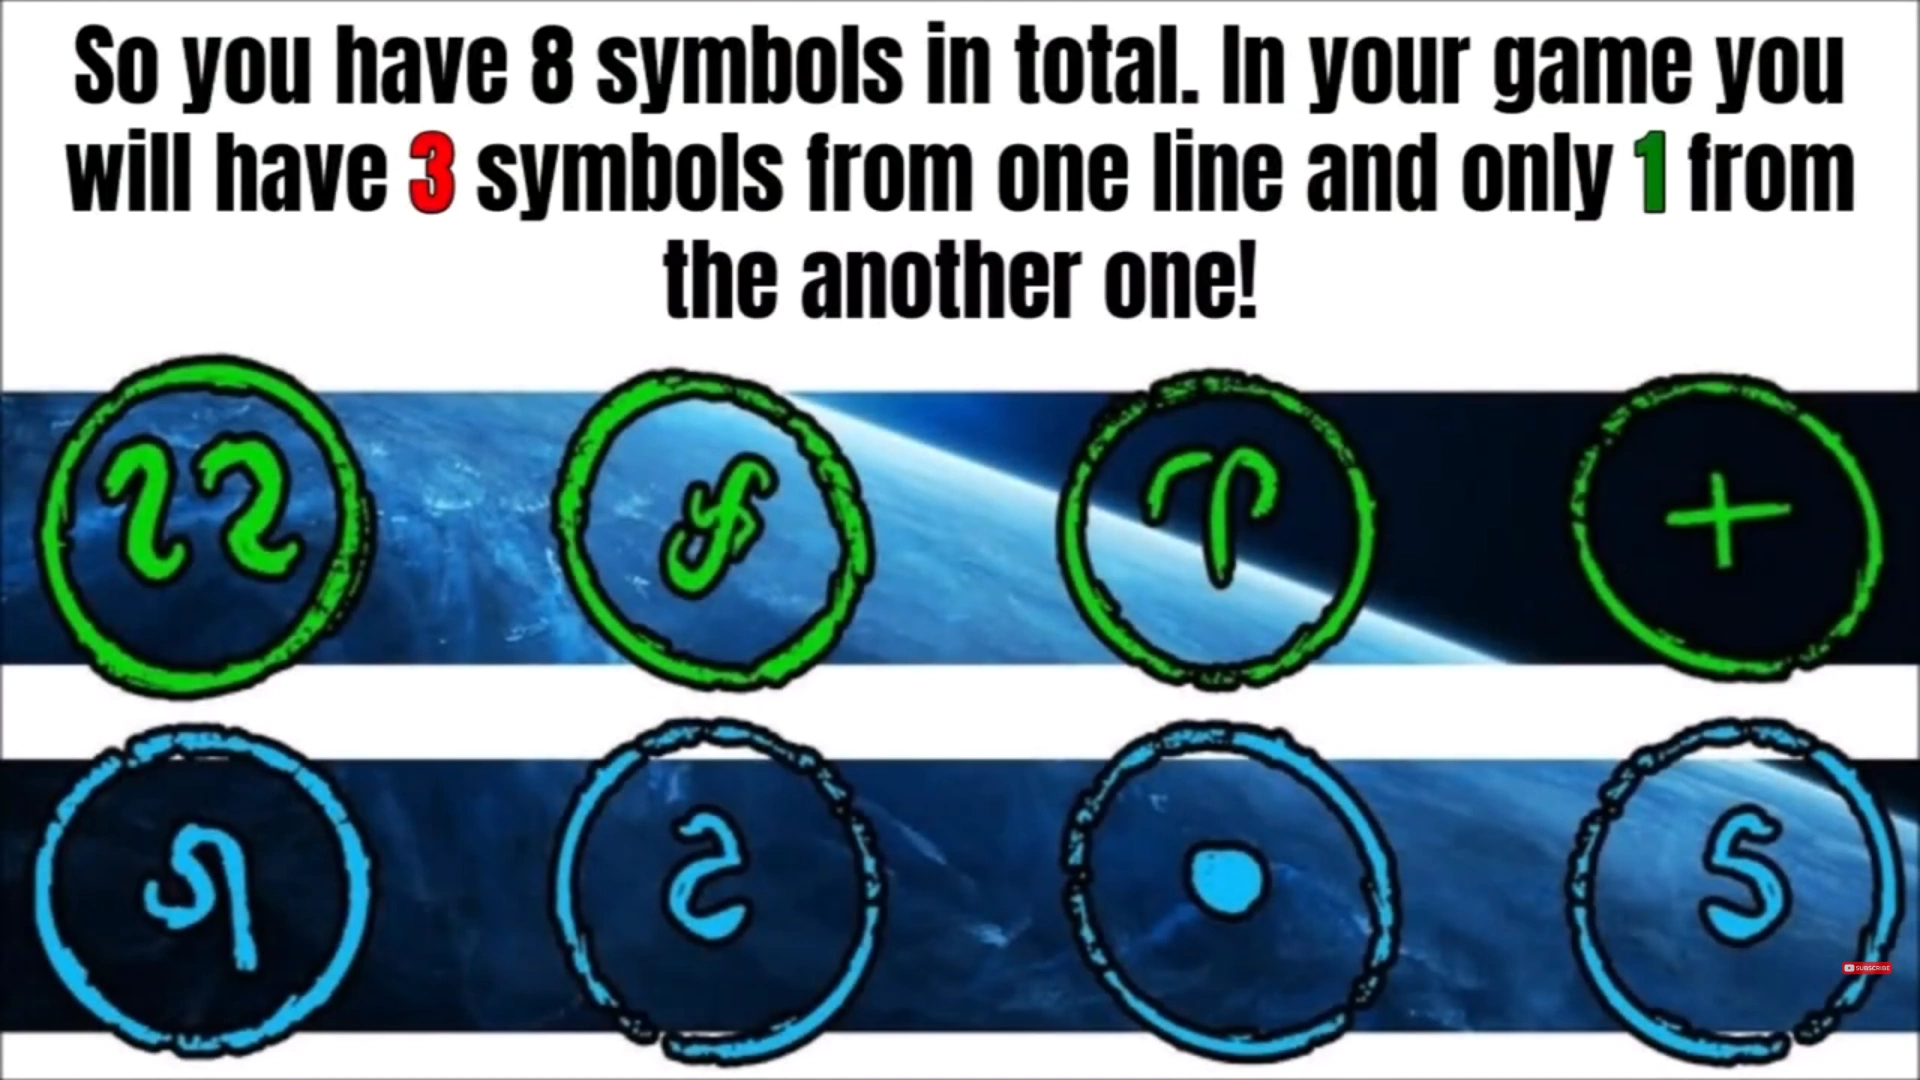 So you have 8 symbols in total. In your game you
will have 3 symbols from one line and only 1 from
the another one!
SUBSCRIBE